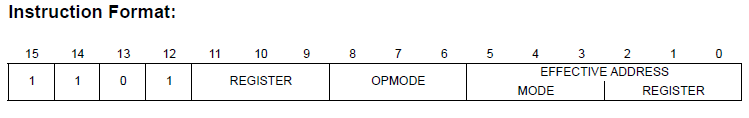 Instruction Format:
15 14 13 12 11 10 9 8 7 6 5 4 3 2 1 0
1 1 0 1 REGISTER OPMODE EFFECTIVE ADDRESS
MODE REGISTER